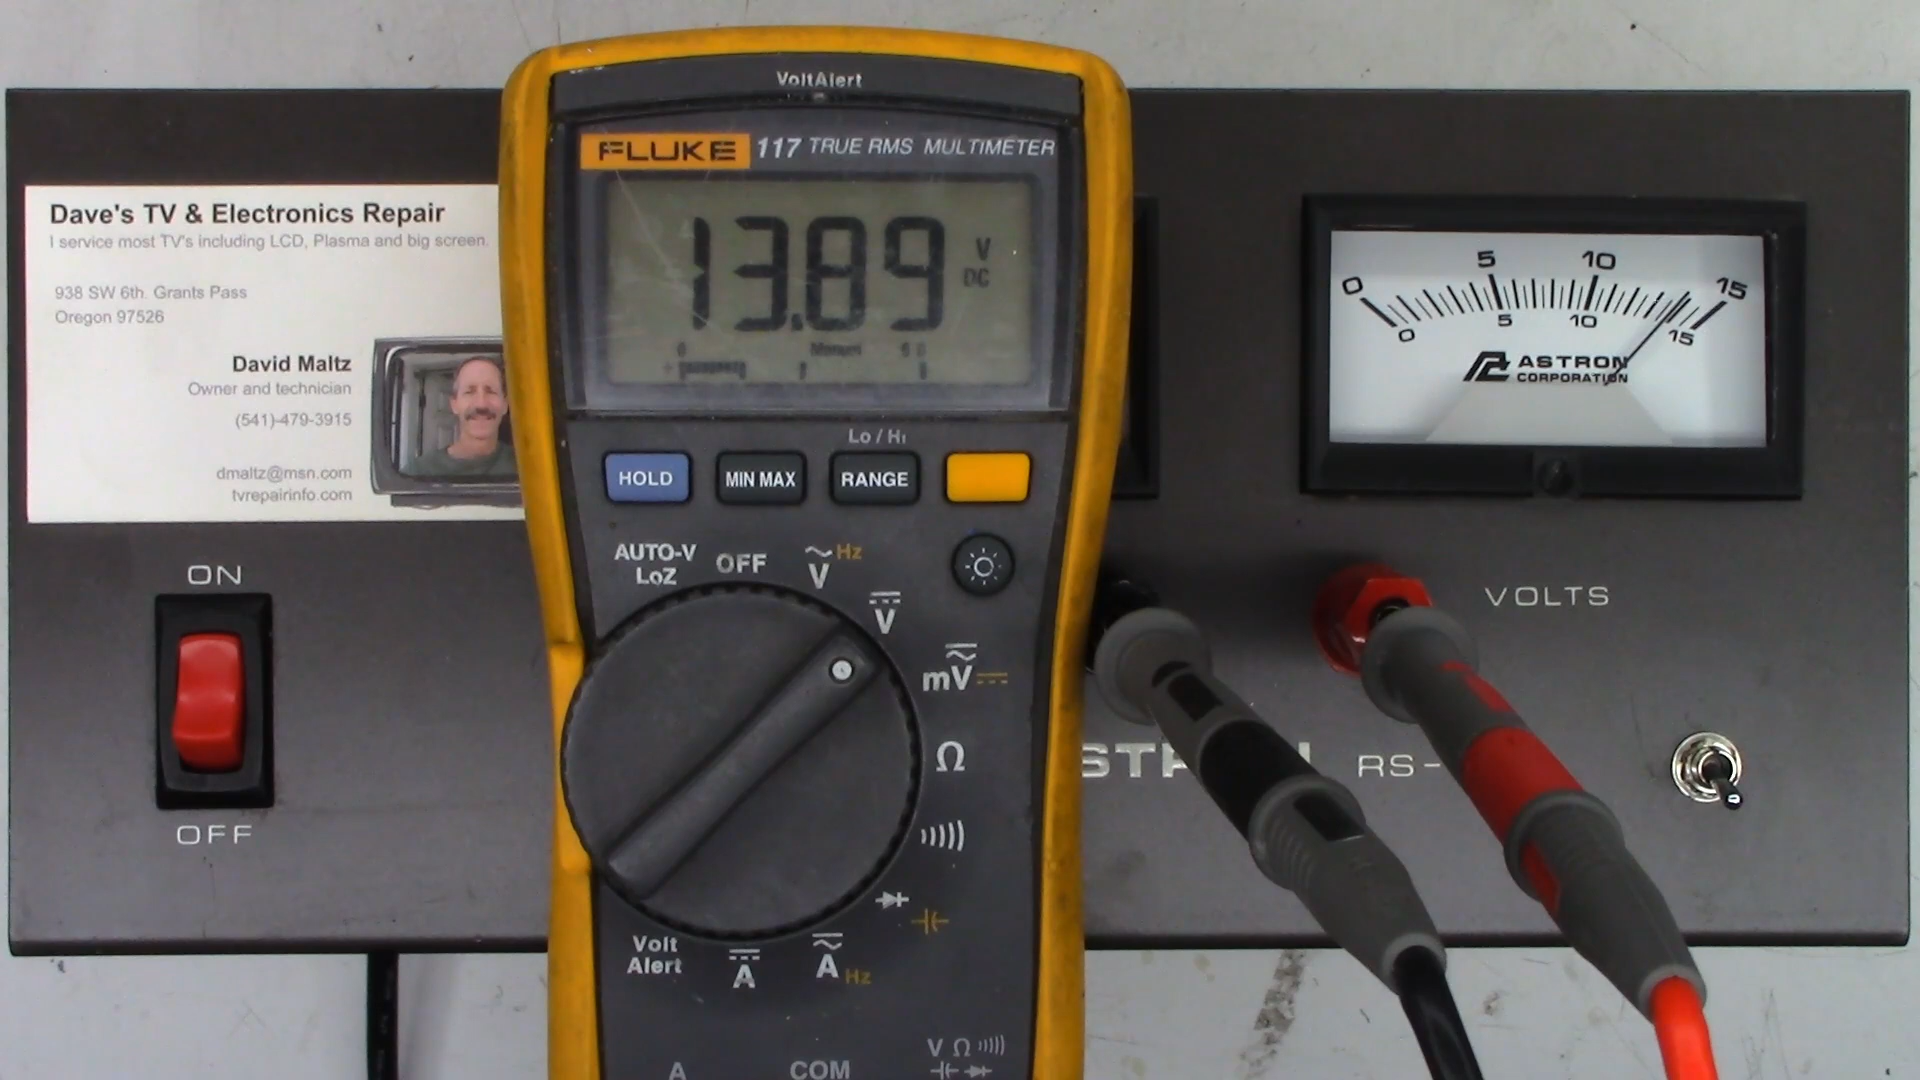 VoltAlert
FLUKE 117 TRUE RMS MULTIMETER
13.89 V DC
0 5 10 15
0 5 10 15
ASTRON
CORPORATION
Dave's TV & Electronics Repair
I service most TV's including LCD, Plasma and big screen.
938 SW 6th. Grants Pass
Oregon 97526
David Maltz
Owner and technician
(541)-479-3915
dmaltz@msn.com
tvrepairinfo.com
Lo / Hi
HOLD MIN MAX RANGE
AUTO-V
LoZ
OFF
V Hz
V
mV
Ω
A
A Hz
Volt
Alert
A COM V Ω
ON
OFF
VOLTS
RS-